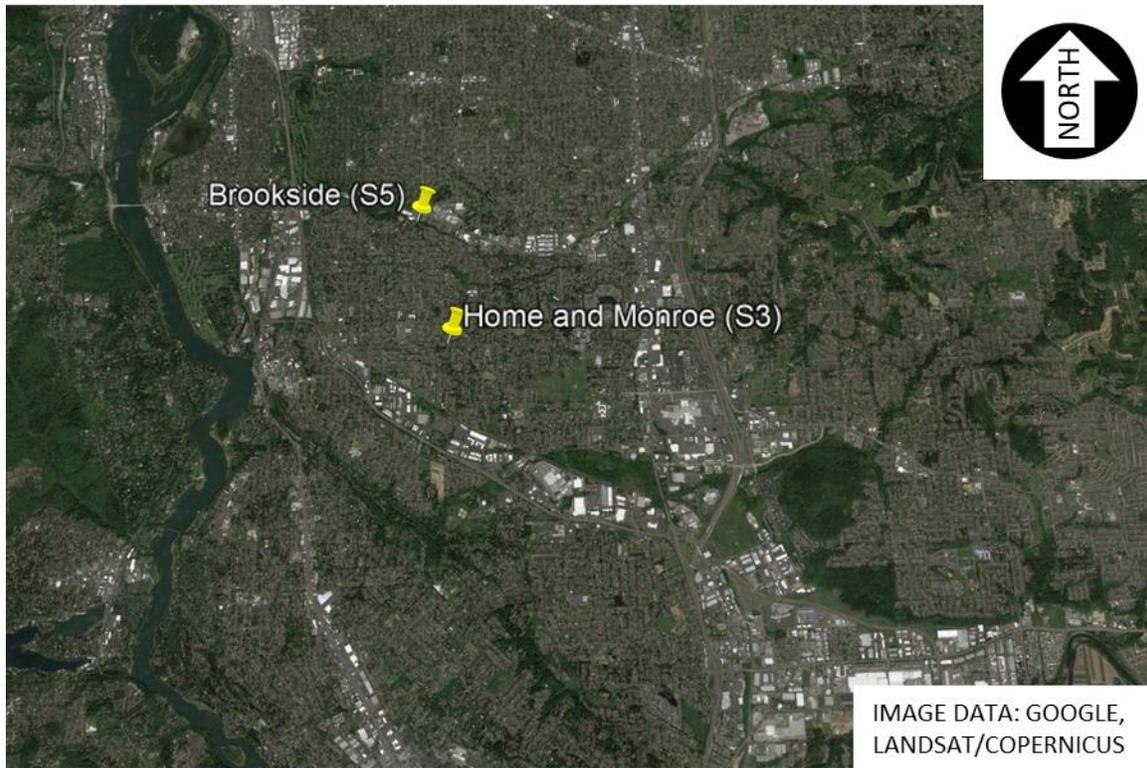 NORTH
Brookside (S5)
Home and Monroe (S3)
IMAGE DATA: GOOGLE,
LANDSAT/COPERNICUS